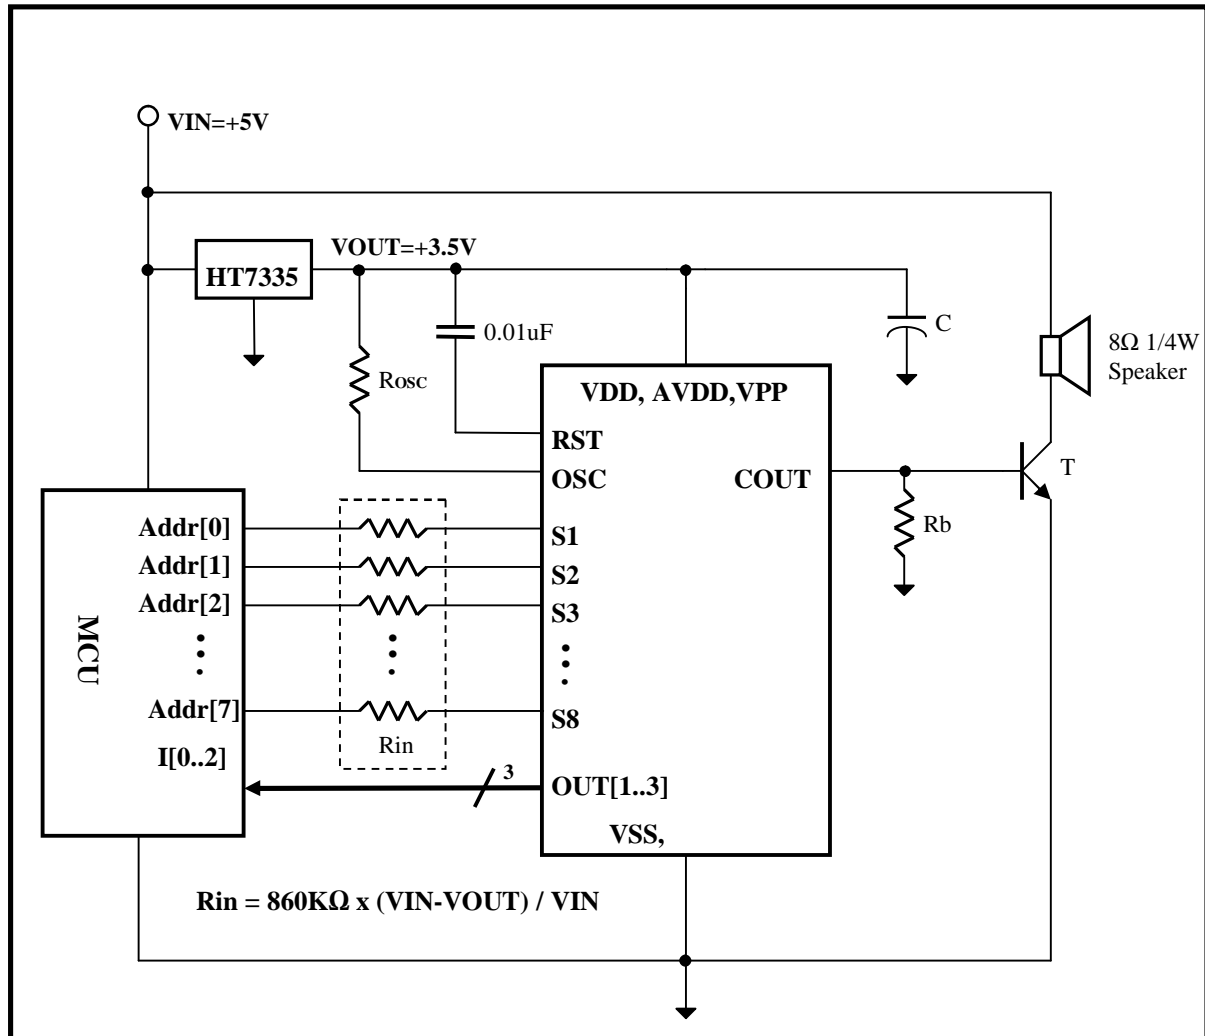 VIN=+5V
VOUT=+3.5V
HT7335
0.01uF
C
8Ω 1/4W
Speaker
Rosc
VDD, AVDD,VPP
RST
OSC
COUT
T
Rb
MCU
Addr[0]
Addr[1]
Addr[2]
Addr[7]
I[0..2]
Rin
S1
S2
S3
S8
3
OUT[1..3]
VSS,
Rin = 860KΩ x (VIN-VOUT) / VIN